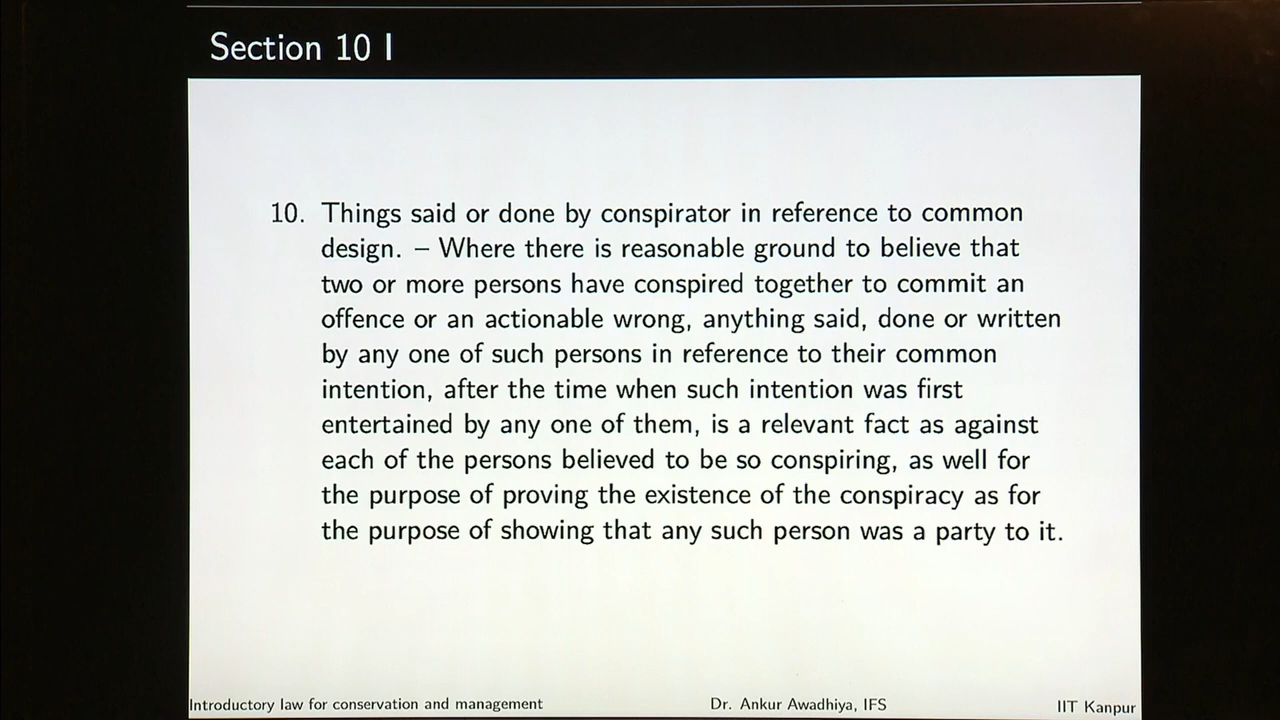 Section 10 I
10. Things said or done by conspirator in reference to common
design. – Where there is reasonable ground to believe that
two or more persons have conspired together to commit an
offence or an actionable wrong, anything said, done or written
by any one of such persons in reference to their common
intention, after the time when such intention was first
entertained by any one of them, is a relevant fact as against
each of the persons believed to be so conspiring, as well for
the purpose of proving the existence of the conspiracy as for
the purpose of showing that any such person was a party to it.
Introductory law for conservation and management Dr. Ankur Awadhiya, IFS IIT Kanpur